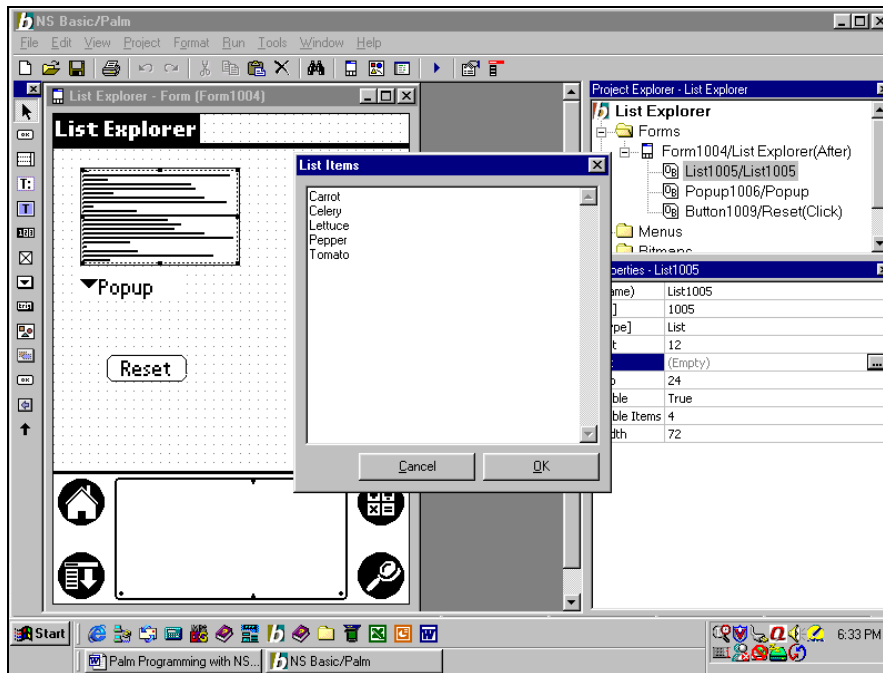 NS Basic/Palm
File Edit View Project Format Run Tools Window Help
List Explorer - Form (Form1004)
List Explorer
Popup
Reset
List Items
Carrot
Celery
Lettuce
Pepper
Tomato
Cancel
OK
Project Explorer - List Explorer
List Explorer
Forms
Form1004/List Explorer(After)
List1005/List1005
Popup1006/Popup
Button1009/Reset(Click)
Menus
Bitmaps
perties - List1005
ame) List1005
] 1005
ype] List
t 12
(Empty) ...
24
ble True
ble Items 4
dth 72
Start
6:33 PM
Palm Programming with NS...
NS Basic/Palm